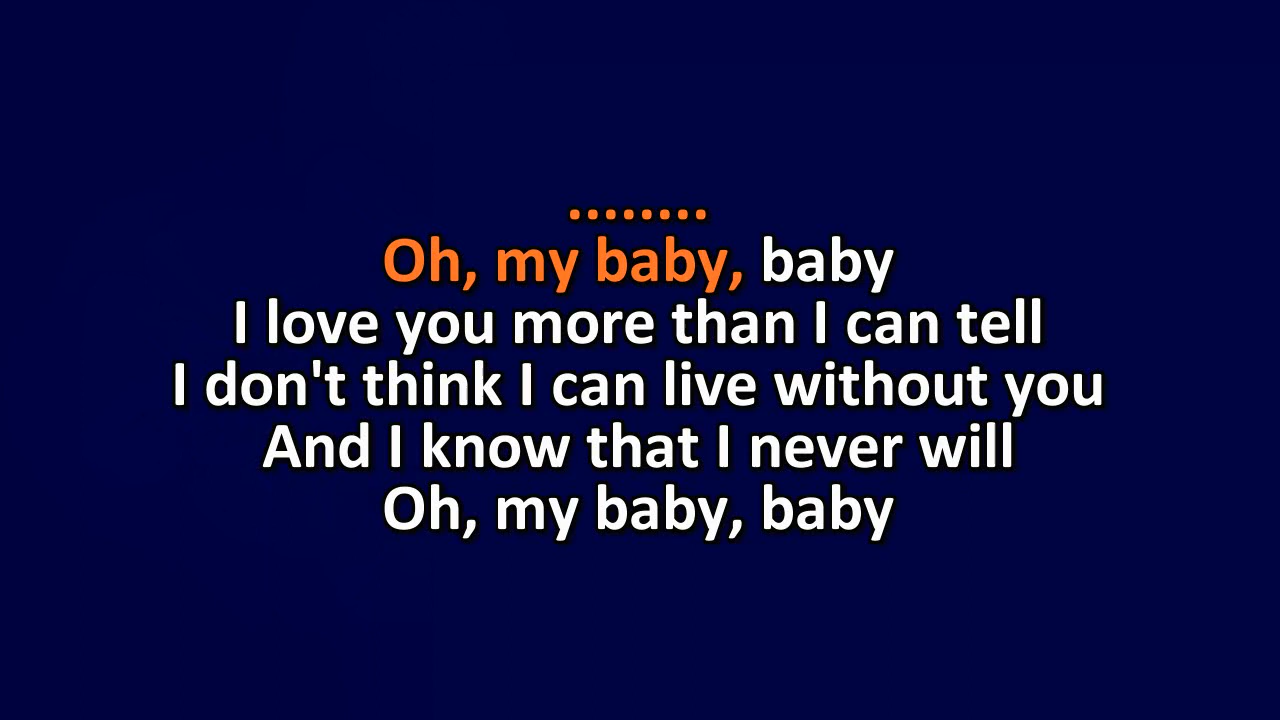 ........
Oh, my baby, baby
I love you more than I can tell
I don't think I can live without you
And I know that I never will
Oh, my baby, baby